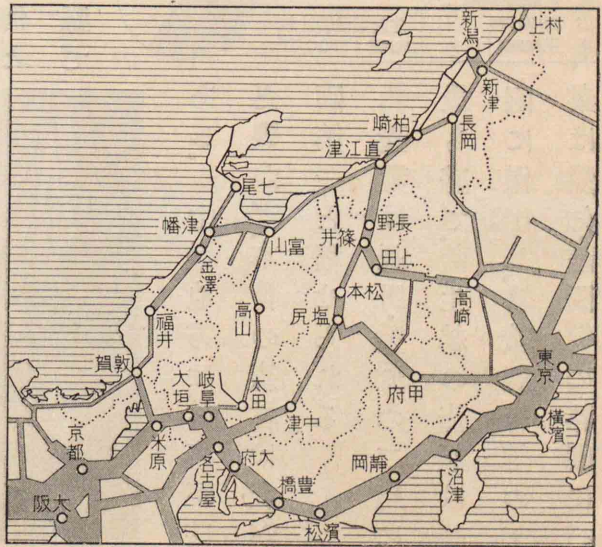 村上
新潟
新津
長岡
柏崎
直江津
七尾
長野
津幡
篠井
富山
金澤
上田
松本
高崎
高山
福井
塩尻
敦賀
東京
甲府
太田
岐阜
大垣
中津
横濱
米原
京都
名古屋
大府
靜岡
沼津
豊橋
大阪
濱松